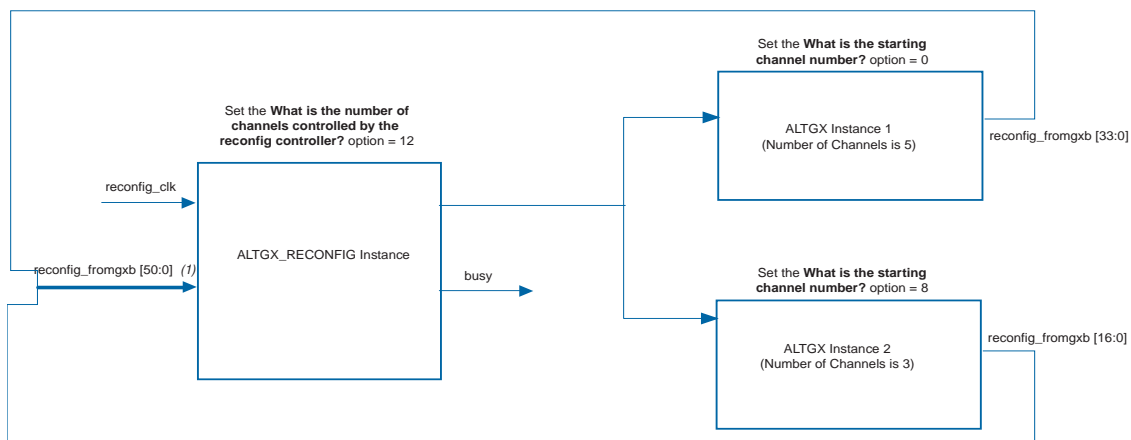 Set the What is the starting
channel number? option = 0
Set the What is the number of
channels controlled by the
reconfig controller? option = 12
ALTGX Instance 1
(Number of Channels is 5)
reconfig_fromgxb [33:0]
reconfig_clk
ALTGX_RECONFIG Instance
reconfig_fromgxb [50:0] (1)
busy
Set the What is the starting
channel number? option = 8
ALTGX Instance 2
(Number of Channels is 3)
reconfig_fromgxb [16:0]